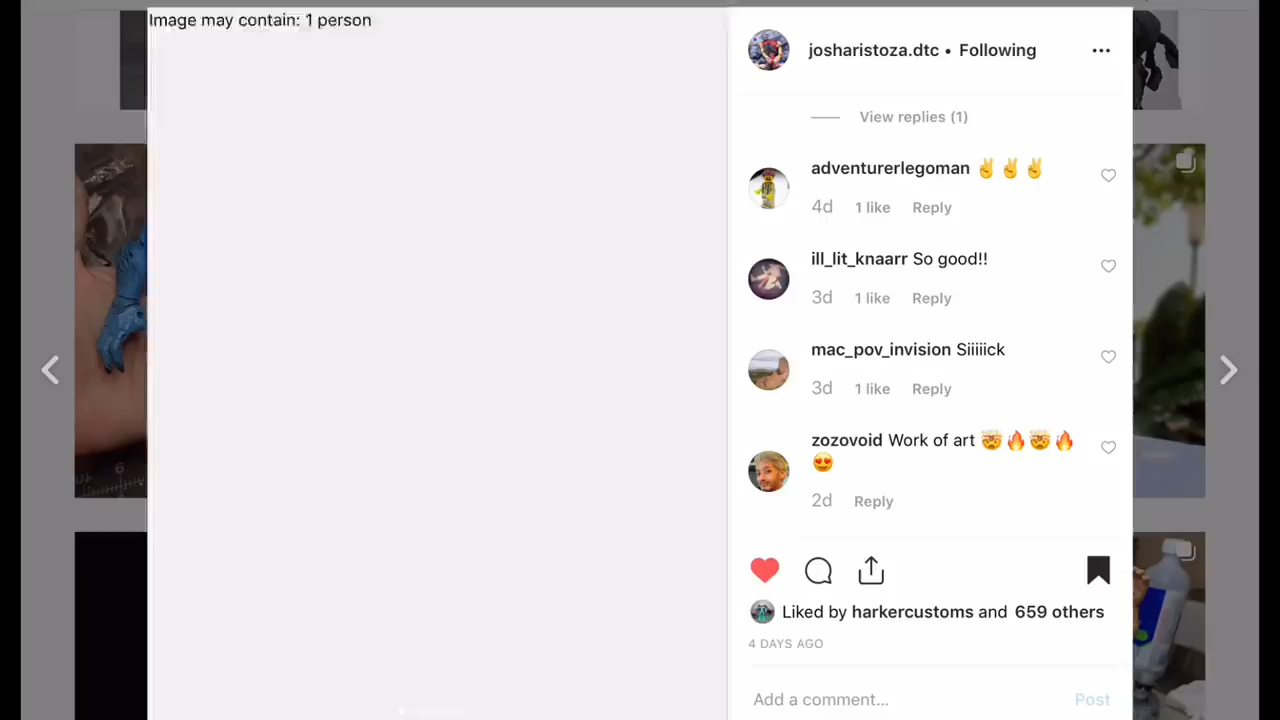 Image may contain: 1 person
josharistoza.dtc • Following
View replies (1)
adventurerlegoman ✌️✌️✌️
4d 1 like Reply
ill_lit_knaarr So good!!
3d 1 like Reply
mac_pov_invision Siiiiick
3d 1 like Reply
zozovoid Work of art 🤯🔥🤯🔥
😍
2d Reply
Liked by harkercustoms and 659 others
4 DAYS AGO
Add a comment... Post